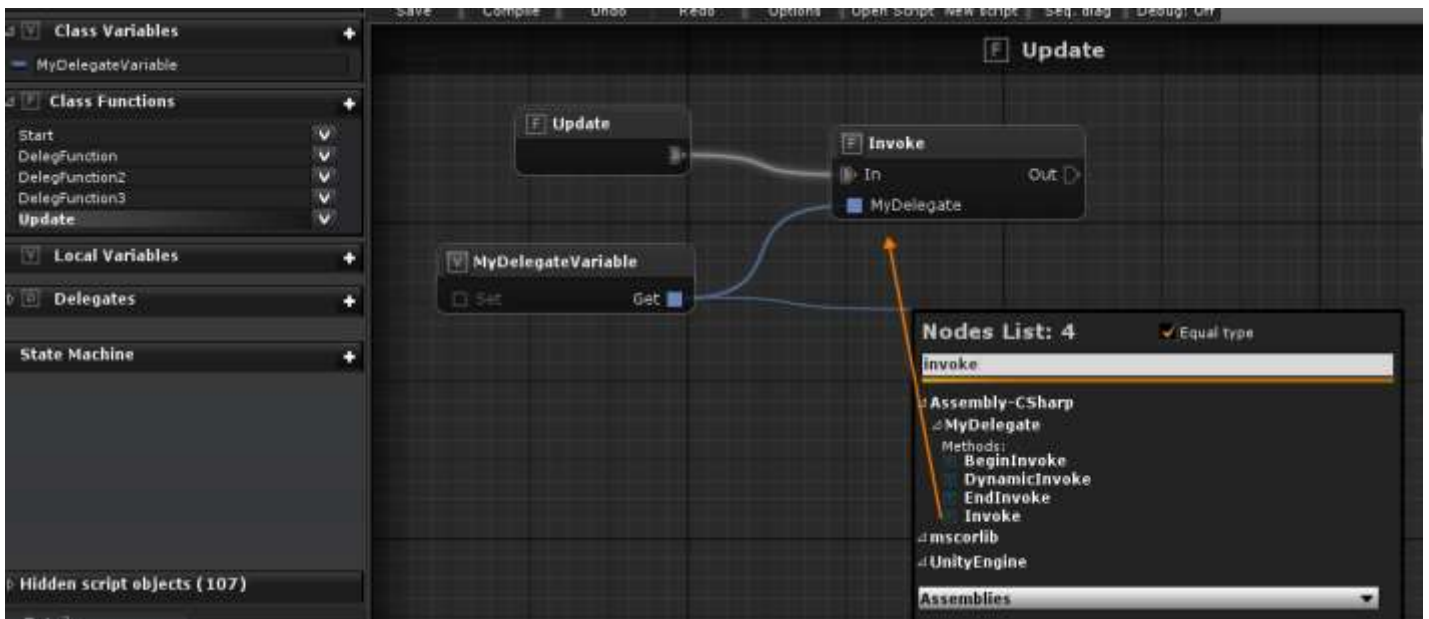 Save Compile Undo Redo Options Open Script New script Seq. diag Debug: Off
V Class Variables +
MyDelegateVariable
F Class Functions +
Start V
DelegFunction V
DelegFunction2 V
DelegFunction3 V
Update V
V Local Variables +
D Delegates +
State Machine +
Hidden script objects (107)
F Update
F Update
F Invoke
In Out
MyDelegate
V MyDelegateVariable
Set Get
Nodes List: 4 Equal type
invoke
Assembly-CSharp
MyDelegate
Methods:
BeginInvoke
DynamicInvoke
EndInvoke
Invoke
mscorlib
UnityEngine
Assemblies